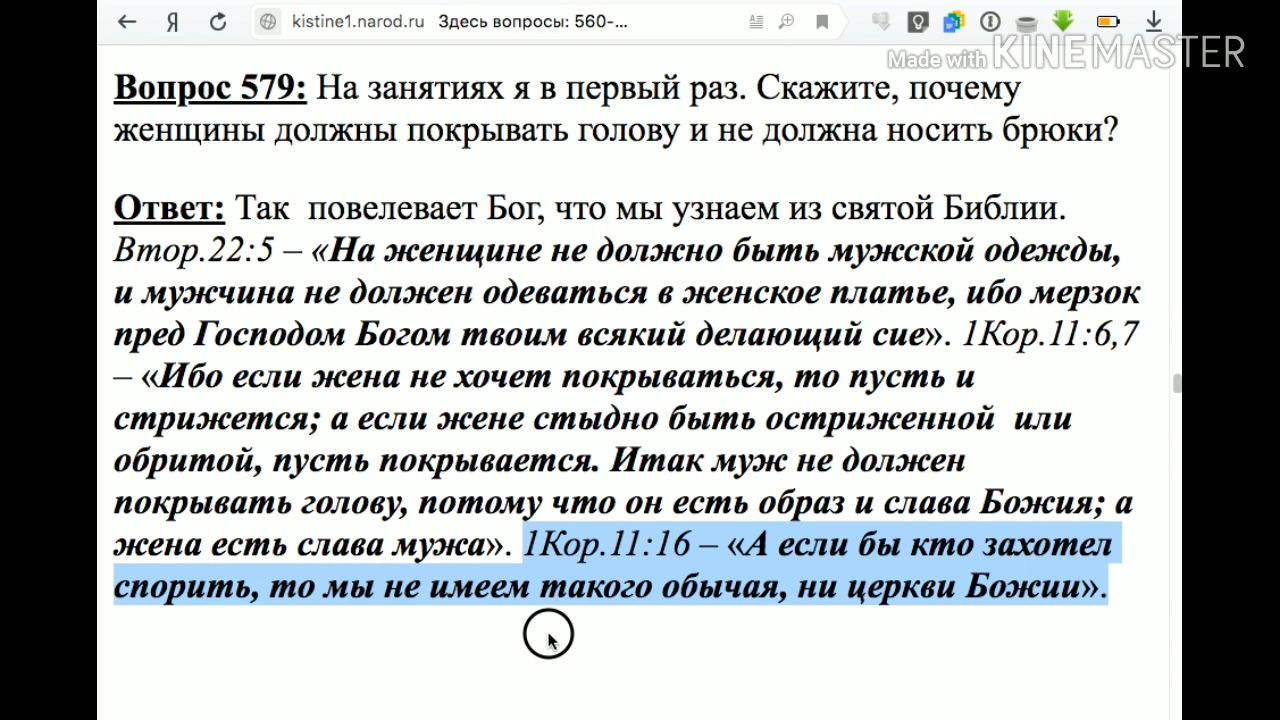 kistine1.narod.ru Здесь вопросы: 560-...
Made with KINEMASTER
Вопрос 579: На занятиях я в первый раз. Скажите, почему
женщины должны покрывать голову и не должна носить брюки?
Ответ: Так повелевает Бог, что мы узнаем из святой Библии.
Втор.22:5 – «На женщине не должно быть мужской одежды,
и мужчина не должен одеваться в женское платье, ибо мерзок
пред Господом Богом твоим всякий делающий сие». 1Кор.11:6,7
– «Ибо если жена не хочет покрываться, то пусть и
стрижется; а если жене стыдно быть остриженной или
обритой, пусть покрывается. Итак муж не должен
покрывать голову, потому что он есть образ и слава Божия; а
жена есть слава мужа». 1Кор.11:16 – «А если бы кто захотел
спорить, то мы не имеем такого обычая, ни церкви Божии».